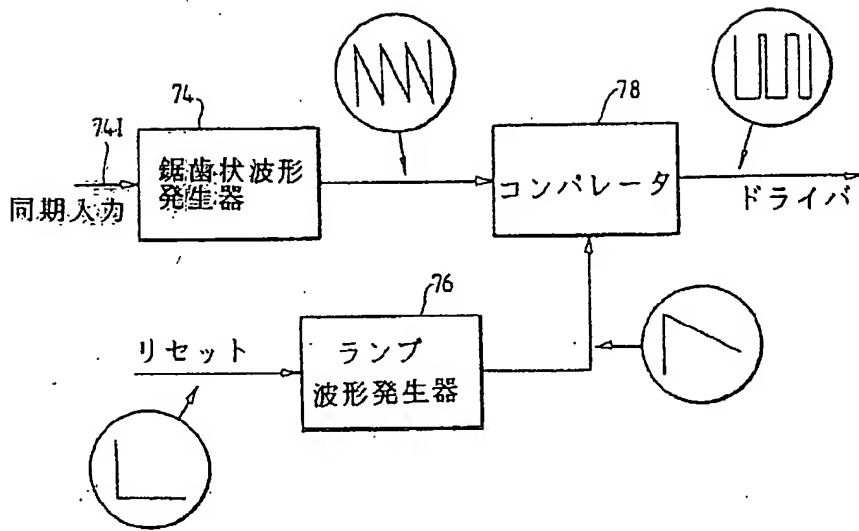 74
74I
鋸歯状波形
発生器
同期入力
78
コンパレータ
ドライバ
76
リセット
ランプ
波形発生器